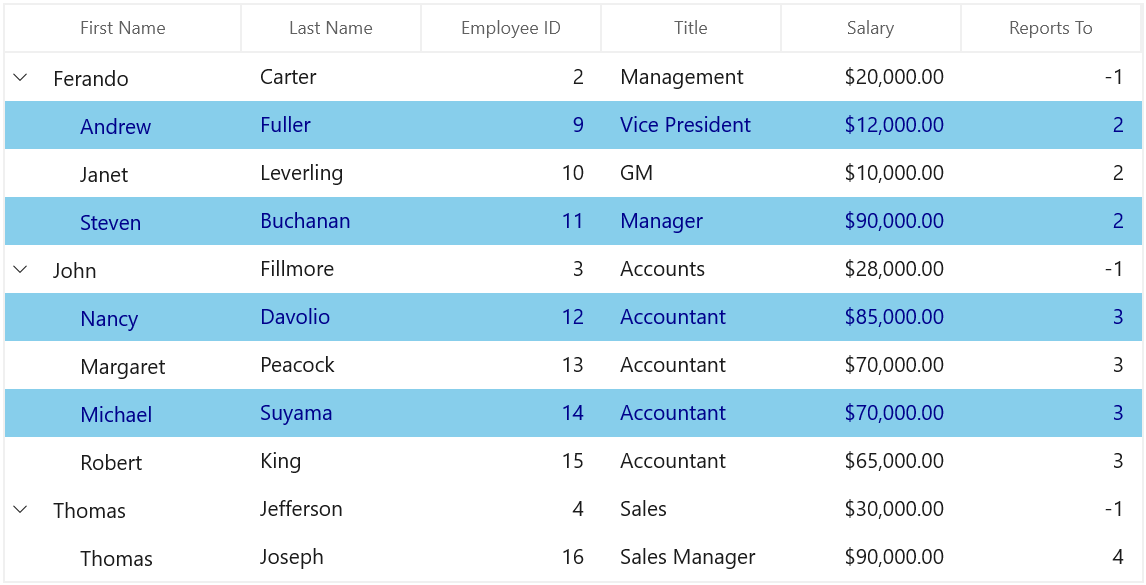 First Name Last Name Employee ID Title Salary Reports To
Ferando Carter 2 Management $20,000.00 -1
Andrew Fuller 9 Vice President $12,000.00 2
Janet Leverling 10 GM $10,000.00 2
Steven Buchanan 11 Manager $90,000.00 2
John Fillmore 3 Accounts $28,000.00 -1
Nancy Davolio 12 Accountant $85,000.00 3
Margaret Peacock 13 Accountant $70,000.00 3
Michael Suyama 14 Accountant $70,000.00 3
Robert King 15 Accountant $65,000.00 3
Thomas Jefferson 4 Sales $30,000.00 -1
Thomas Joseph 16 Sales Manager $90,000.00 4